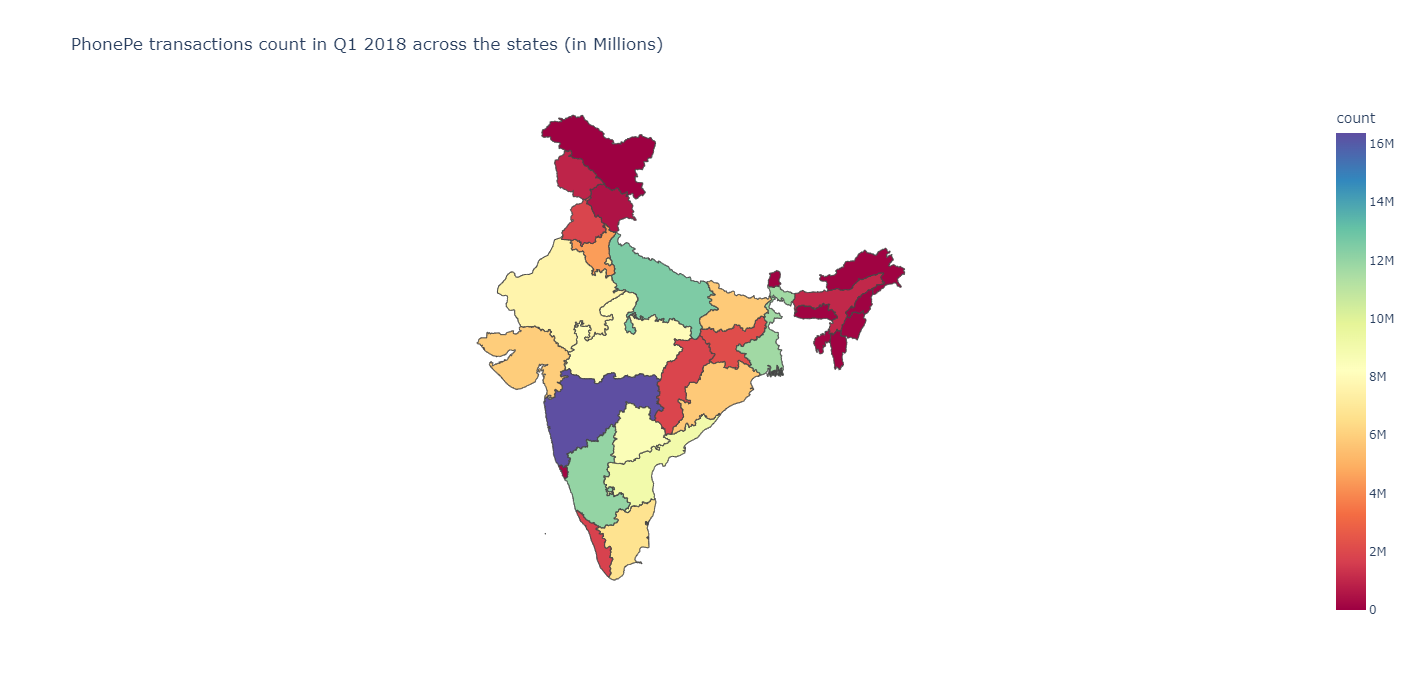 PhonePe transactions count in Q1 2018 across the states (in Millions)
count
16M
14M
12M
10M
8M
6M
4M
2M
0